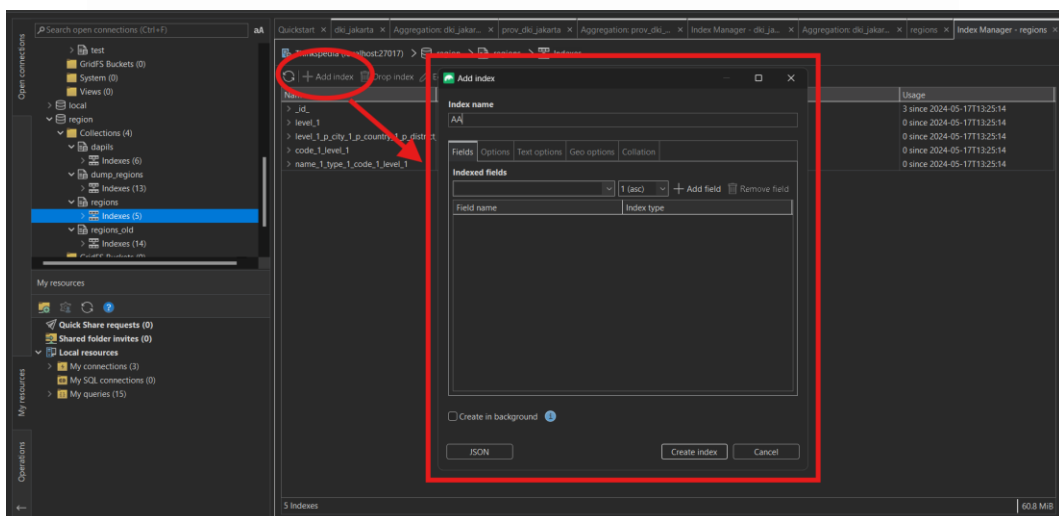 Search open connections (Ctrl+F)
aA
Quickstart
dki_jakarta
Aggregation: dki_jakar...
prov_dki_jakarta
Aggregation: prov_dki_...
Index Manager - dki_ja...
Aggregation: dki_jakar...
regions
Index Manager - regions
Open connections
test
GridFS Buckets (0)
System (0)
Views (0)
local
region
Collections (4)
dapils
Indexes (6)
dump_regions
Indexes (13)
regions
Indexes (5)
regions_old
Indexes (14)
(localhost:27017)
region
regions
Add index
Drop index
Usage
_id_
3 since 2024-05-17T13:25:14
level_1
0 since 2024-05-17T13:25:14
level_1_p_city_1_p_country_1_p_district_
0 since 2024-05-17T13:25:14
code_1_level_1
0 since 2024-05-17T13:25:14
name_1_type_1_code_1_level_1
0 since 2024-05-17T13:25:14
Add index
Index name
AA
Fields
Options
Text options
Geo options
Collation
Indexed fields
1 (asc)
Add field
Remove field
Field name
Index type
Create in background
JSON
Create index
Cancel
My resources
Quick Share requests (0)
Shared folder invites (0)
Local resources
My connections (3)
My SQL connections (0)
My queries (15)
My resources
Operations
5 Indexes
60.8 MiB